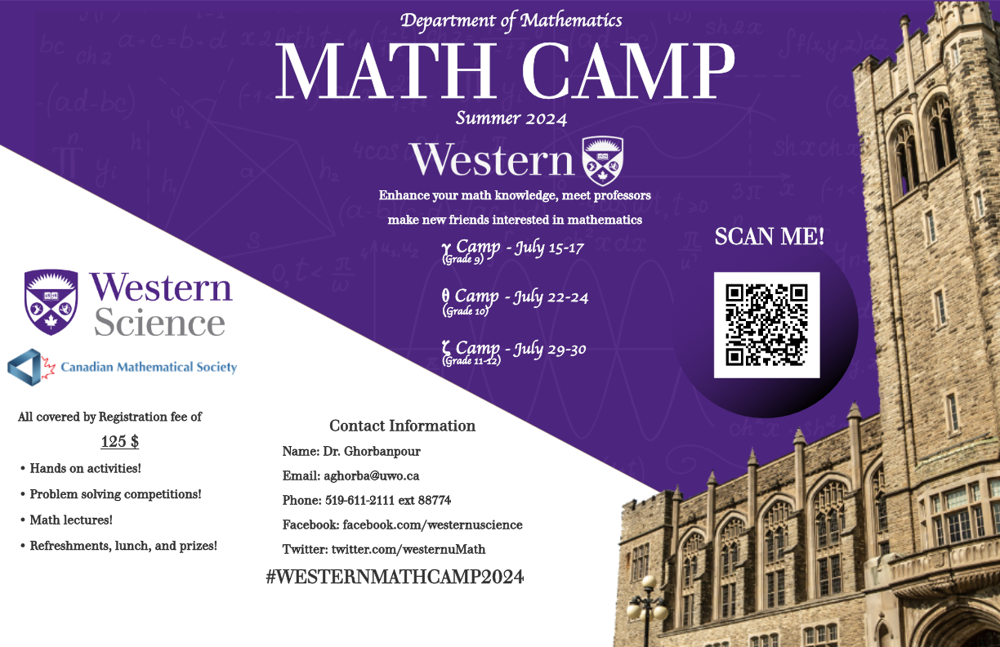 Department of Mathematics
MATH CAMP
Summer 2024
Western
Enhance your math knowledge, meet professors
make new friends interested in mathematics
γ Camp - July 15-17
(Grade 9)
θ Camp - July 22-24
(Grade 10)
ζ Camp - July 29-30
(Grade 11-12)
SCAN ME!
Western
Science
Canadian Mathematical Society
All covered by Registration fee of
125 $
• Hands on activities!
• Problem solving competitions!
• Math lectures!
• Refreshments, lunch, and prizes!
Contact Information
Name: Dr. Ghorbanpour
Email: aghorba@uwo.ca
Phone: 519-611-2111 ext 88774
Facebook: facebook.com/westernuscience
Twitter: twitter.com/westernuMath
#WESTERNMATHCAMP2024